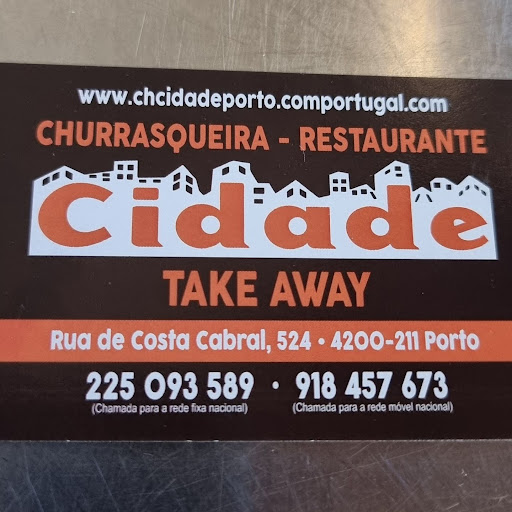 www.chcidadeporto.comportugal.com
CHURRASQUEIRA - RESTAURANTE
Cidade
TAKE AWAY
Rua de Costa Cabral, 524 • 4200-211 Porto
225 093 589 • 918 457 673
(Chamada para a rede fixa nacional) (Chamada para a rede móvel nacional)